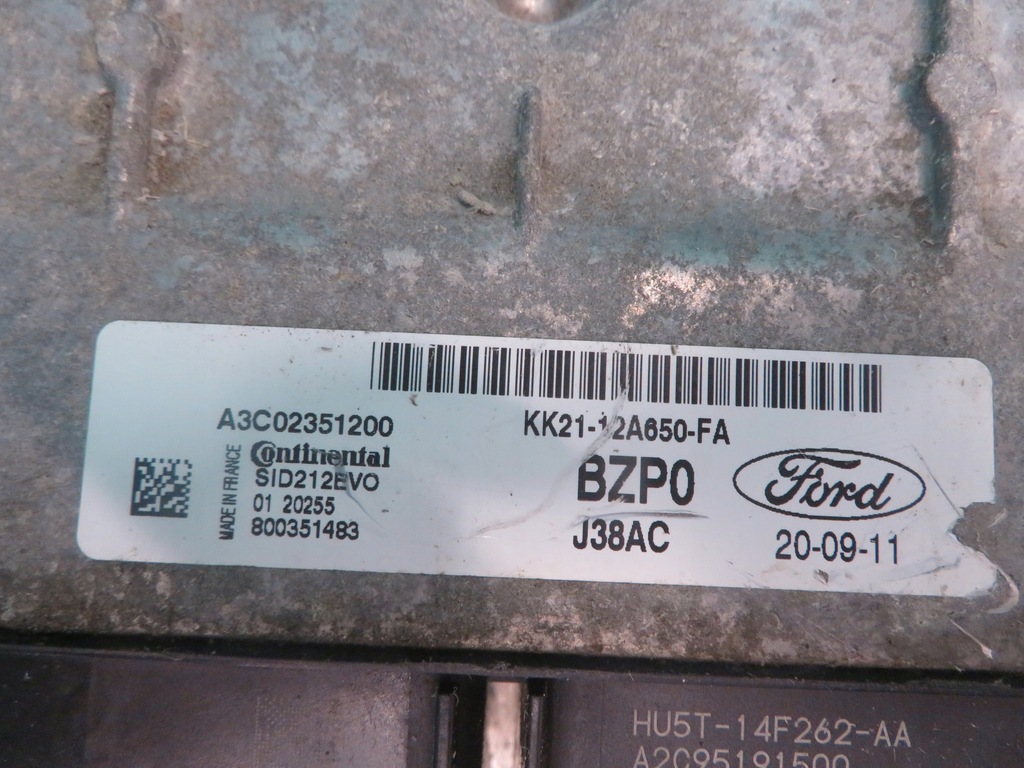 A3C02351200
MADE IN FRANCE
Continental
SID212EVO
01 20255
800351483
KK21-12A650-FA
BZP0
J38AC
Ford
20-09-11
HU5T-14F262-AA
A2C95191500